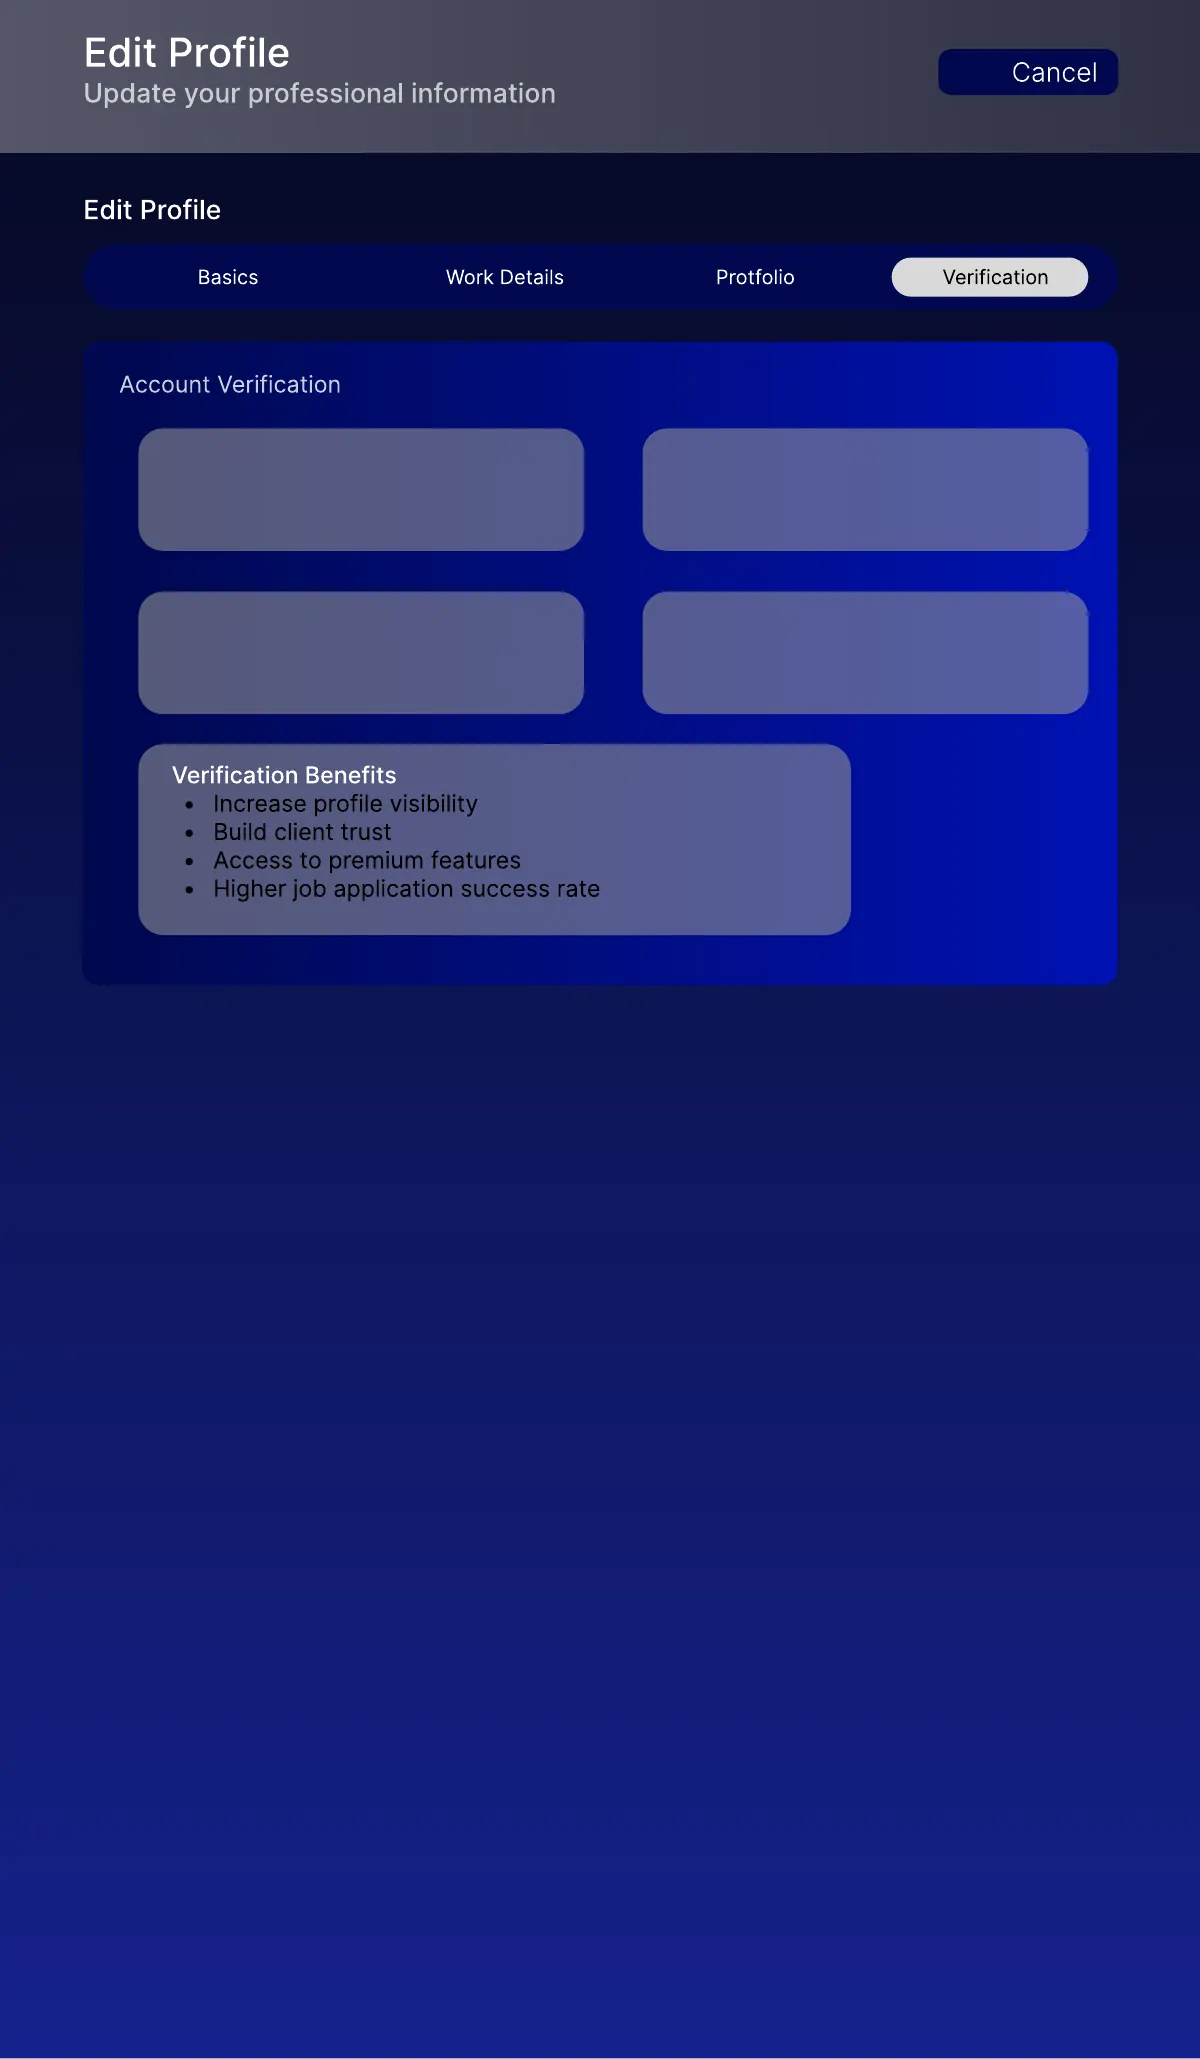 Edit Profile
Update your professional information
Cancel
Edit Profile
Basics
Work Details
Protfolio
Verification
Account Verification
Verification Benefits
• Increase profile visibility
• Build client trust
• Access to premium features
• Higher job application success rate